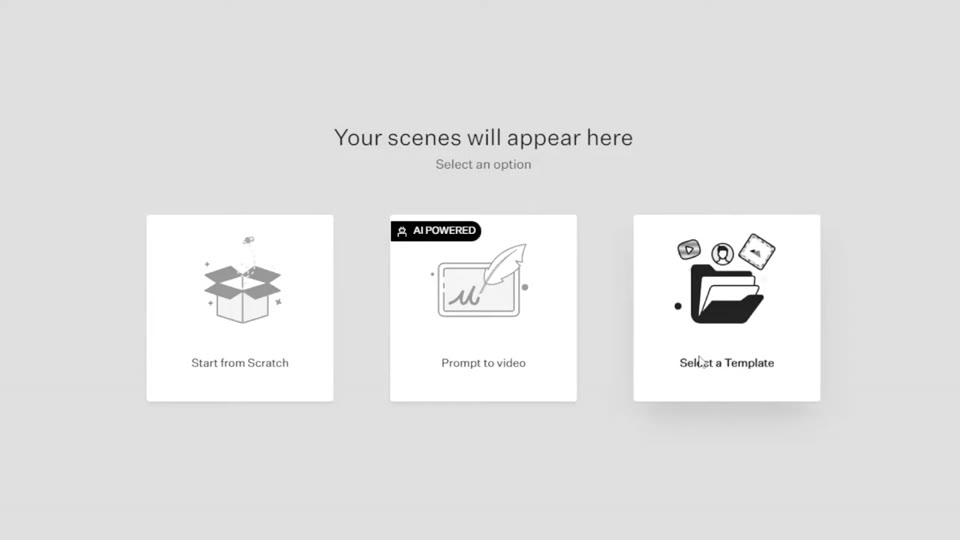 Your scenes will appear here
Select an option
AI POWERED
Start from Scratch
Prompt to video
Select a Template